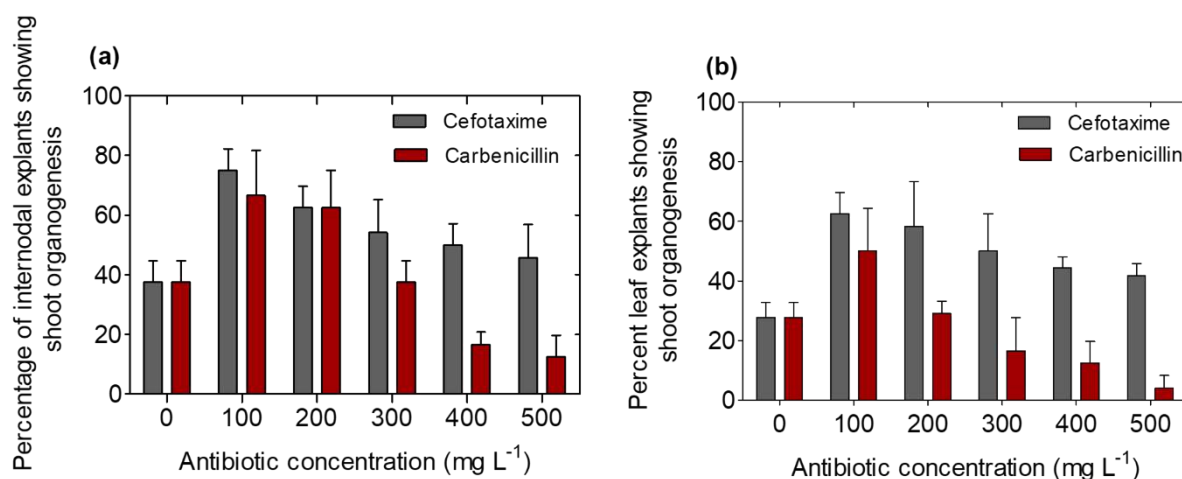 (a)
Percentage of internodal explants showing
shoot organogenesis
100
80
60
40
20
0
Cefotaxime
Carbenicillin
0 100 200 300 400 500
Antibiotic concentration (mg L⁻¹)
(b)
Percent leaf explants showing
shoot organogenesis
100
80
60
40
20
0
Cefotaxime
Carbenicillin
0 100 200 300 400 500
Antibiotic concentration (mg L⁻¹)